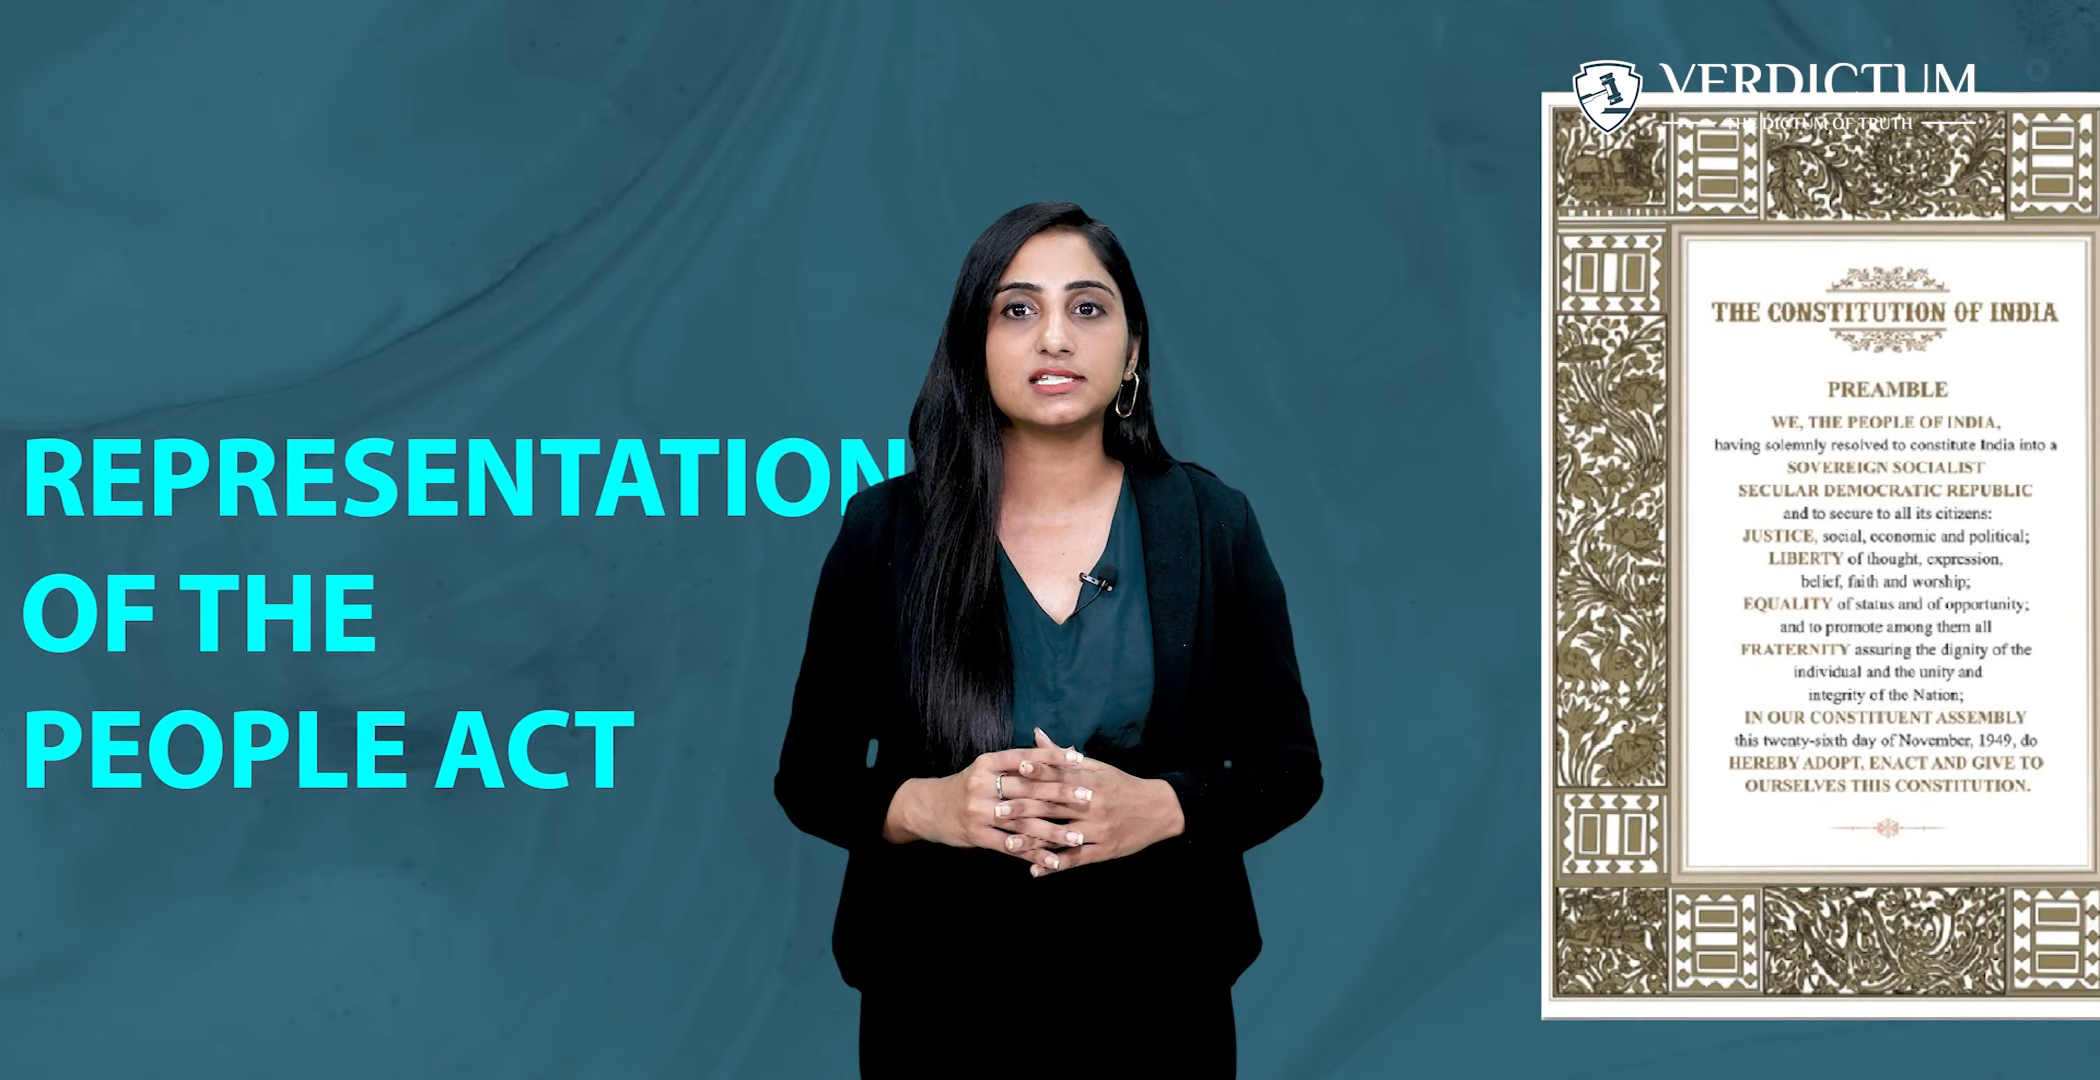 VERDICTUM
THE DICTUM OF TRUTH
REPRESENTATION
OF THE
PEOPLE ACT
THE CONSTITUTION OF INDIA
PREAMBLE
WE, THE PEOPLE OF INDIA,
having solemnly resolved to constitute India into a
SOVEREIGN SOCIALIST
SECULAR DEMOCRATIC REPUBLIC
and to secure to all its citizens:
JUSTICE, social, economic and political;
LIBERTY of thought, expression,
belief, faith and worship;
EQUALITY of status and of opportunity;
and to promote among them all
FRATERNITY assuring the dignity of the
individual and the unity and
integrity of the Nation;
IN OUR CONSTITUENT ASSEMBLY
this twenty-sixth day of November, 1949, do
HEREBY ADOPT, ENACT AND GIVE TO
OURSELVES THIS CONSTITUTION.